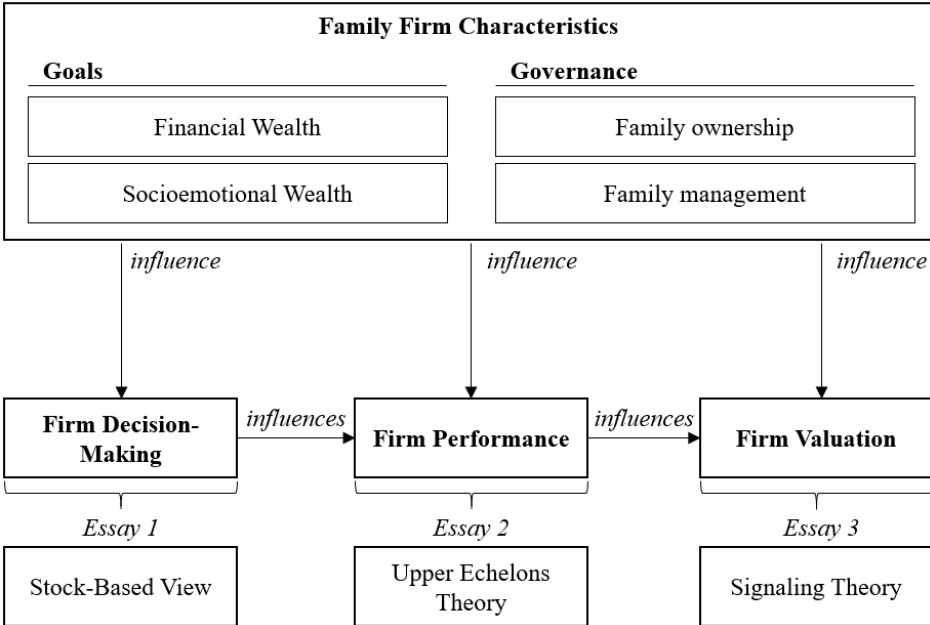 Family Firm Characteristics
Goals
Governance
Financial Wealth
Family ownership
Socioemotional Wealth
Family management
influence
influence
influence
Firm Decision-
Making
influences
Firm Performance
influences
Firm Valuation
Essay 1
Essay 2
Essay 3
Stock-Based View
Upper Echelons
Theory
Signaling Theory